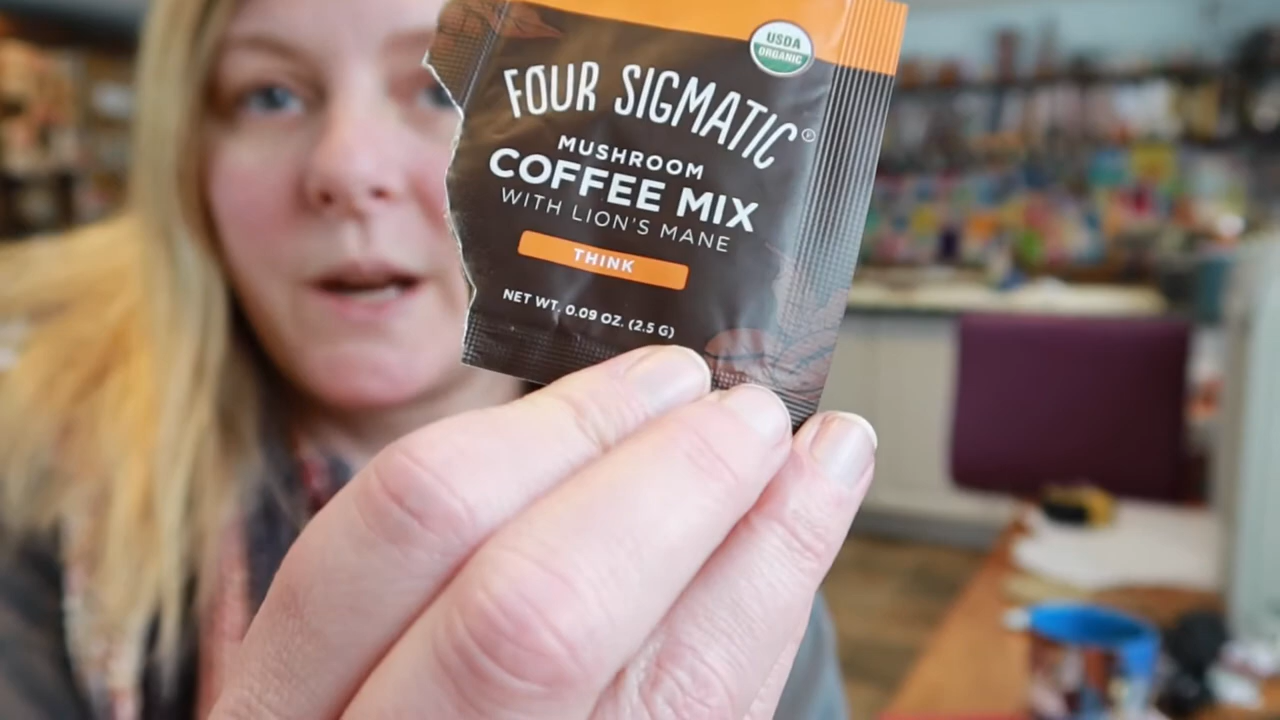 USDA
ORGANIC
FOUR SIGMATIC®
MUSHROOM
COFFEE MIX
WITH LION'S MANE
THINK
NET WT. 0.09 OZ. (2.5 G)